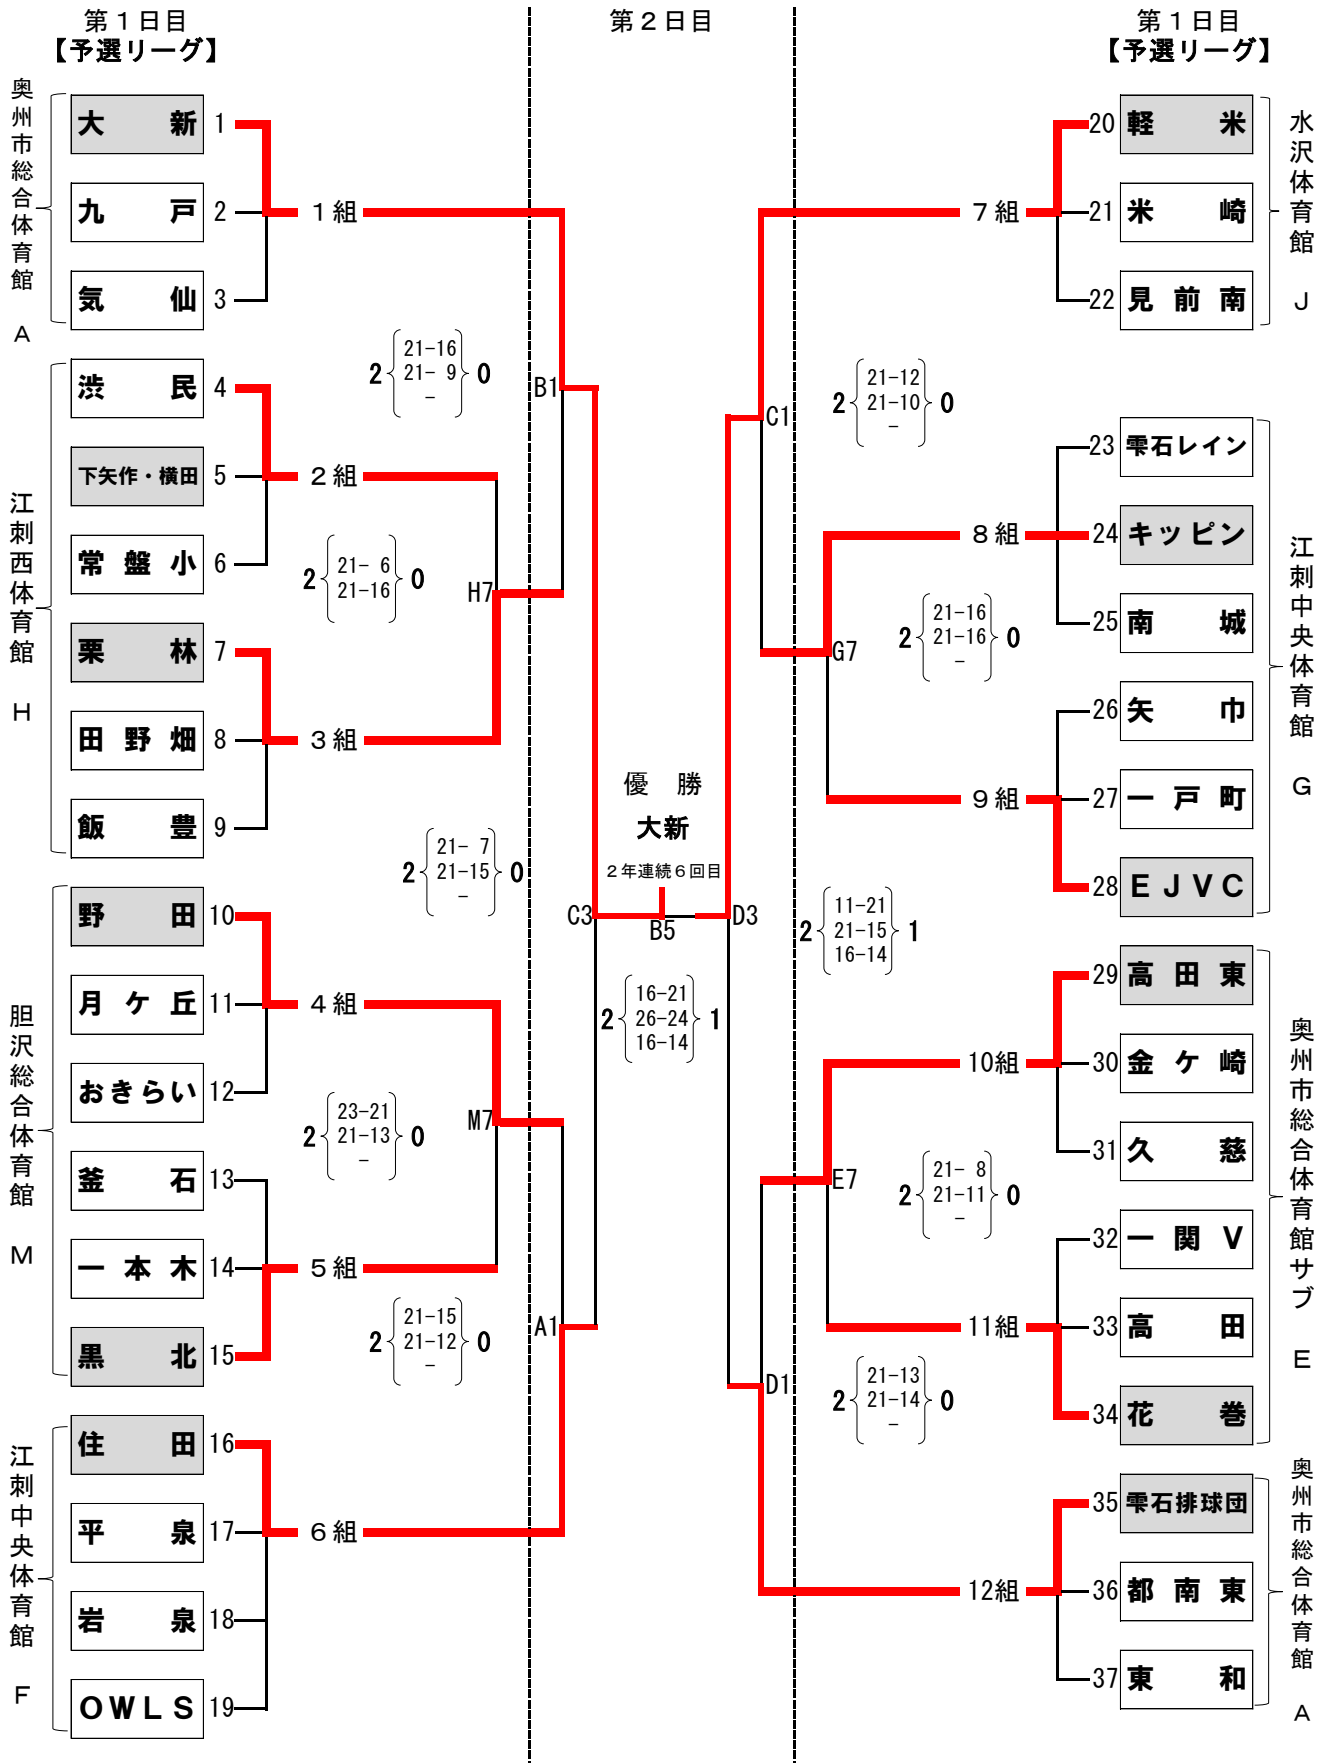 第１日目
【予選リーグ】
奥州市総合体育館 A
大新 1
九戸 2
気仙 3
1組
江刺西体育館 H
渋民 4
下矢作・横田 5
常盤小 6
2組
栗林 7
田野畑 8
飯豊 9
3組
胆沢総合体育館 M
野田 10
月ケ丘 11
おきらい 12
4組
釜石 13
一本木 14
黒北 15
5組
江刺中央体育館 F
住田 16
平泉 17
岩泉 18
OWLS 19
6組
2 21-16 0
21- 9
-
B1
2 21- 6 0
21-16
H7
2 21- 7 0
21-15
-
C3
2 23-21 0
21-13
-
M7
2 21-15 0
21-12
-
A1
第２日目
優勝
大新
２年連続６回目
B5
2 16-21 1
26-24
16-14
第１日目
【予選リーグ】
水沢体育館 J
20 軽米
21 米崎
22 見前南
7組
江刺中央体育館 G
23 雫石レイン
24 キッピン
25 南城
8組
26 矢巾
27 一戸町
28 EJVC
9組
奥州市総合体育館サブ E
29 高田東
30 金ケ崎
31 久慈
10組
32 一関V
33 高田
34 花巻
11組
奥州市総合体育館 A
35 雫石排球団
36 都南東
37 東和
12組
C1
2 21-12 0
21-10
-
G7
2 21-16 0
21-16
-
D3
2 11-21 1
21-15
16-14
E7
2 21- 8 0
21-11
-
D1
2 21-13 0
21-14
-